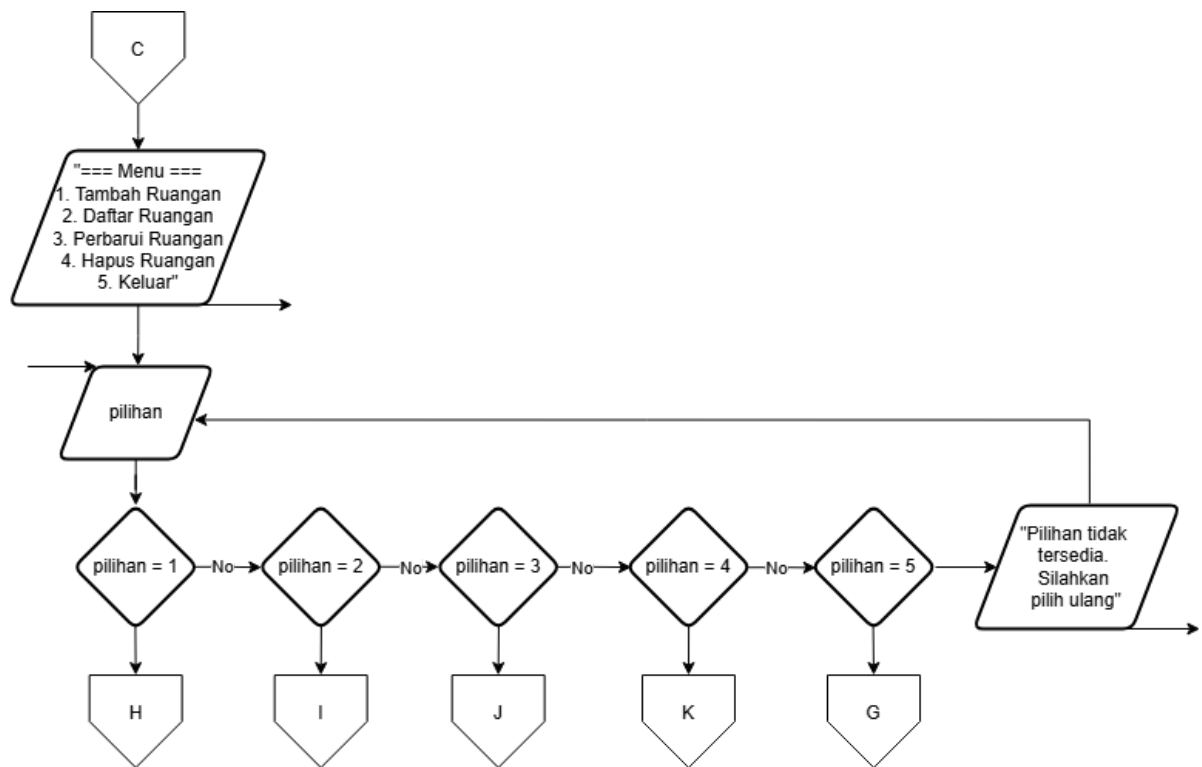 C
"=== Menu ===
1. Tambah Ruangan
2. Daftar Ruangan
3. Perbarui Ruangan
4. Hapus Ruangan
5. Keluar"
pilihan
pilihan = 1
No
pilihan = 2
No
pilihan = 3
No
pilihan = 4
No
pilihan = 5
"Pilihan tidak
tersedia.
Silahkan
pilih ulang"
H
I
J
K
G